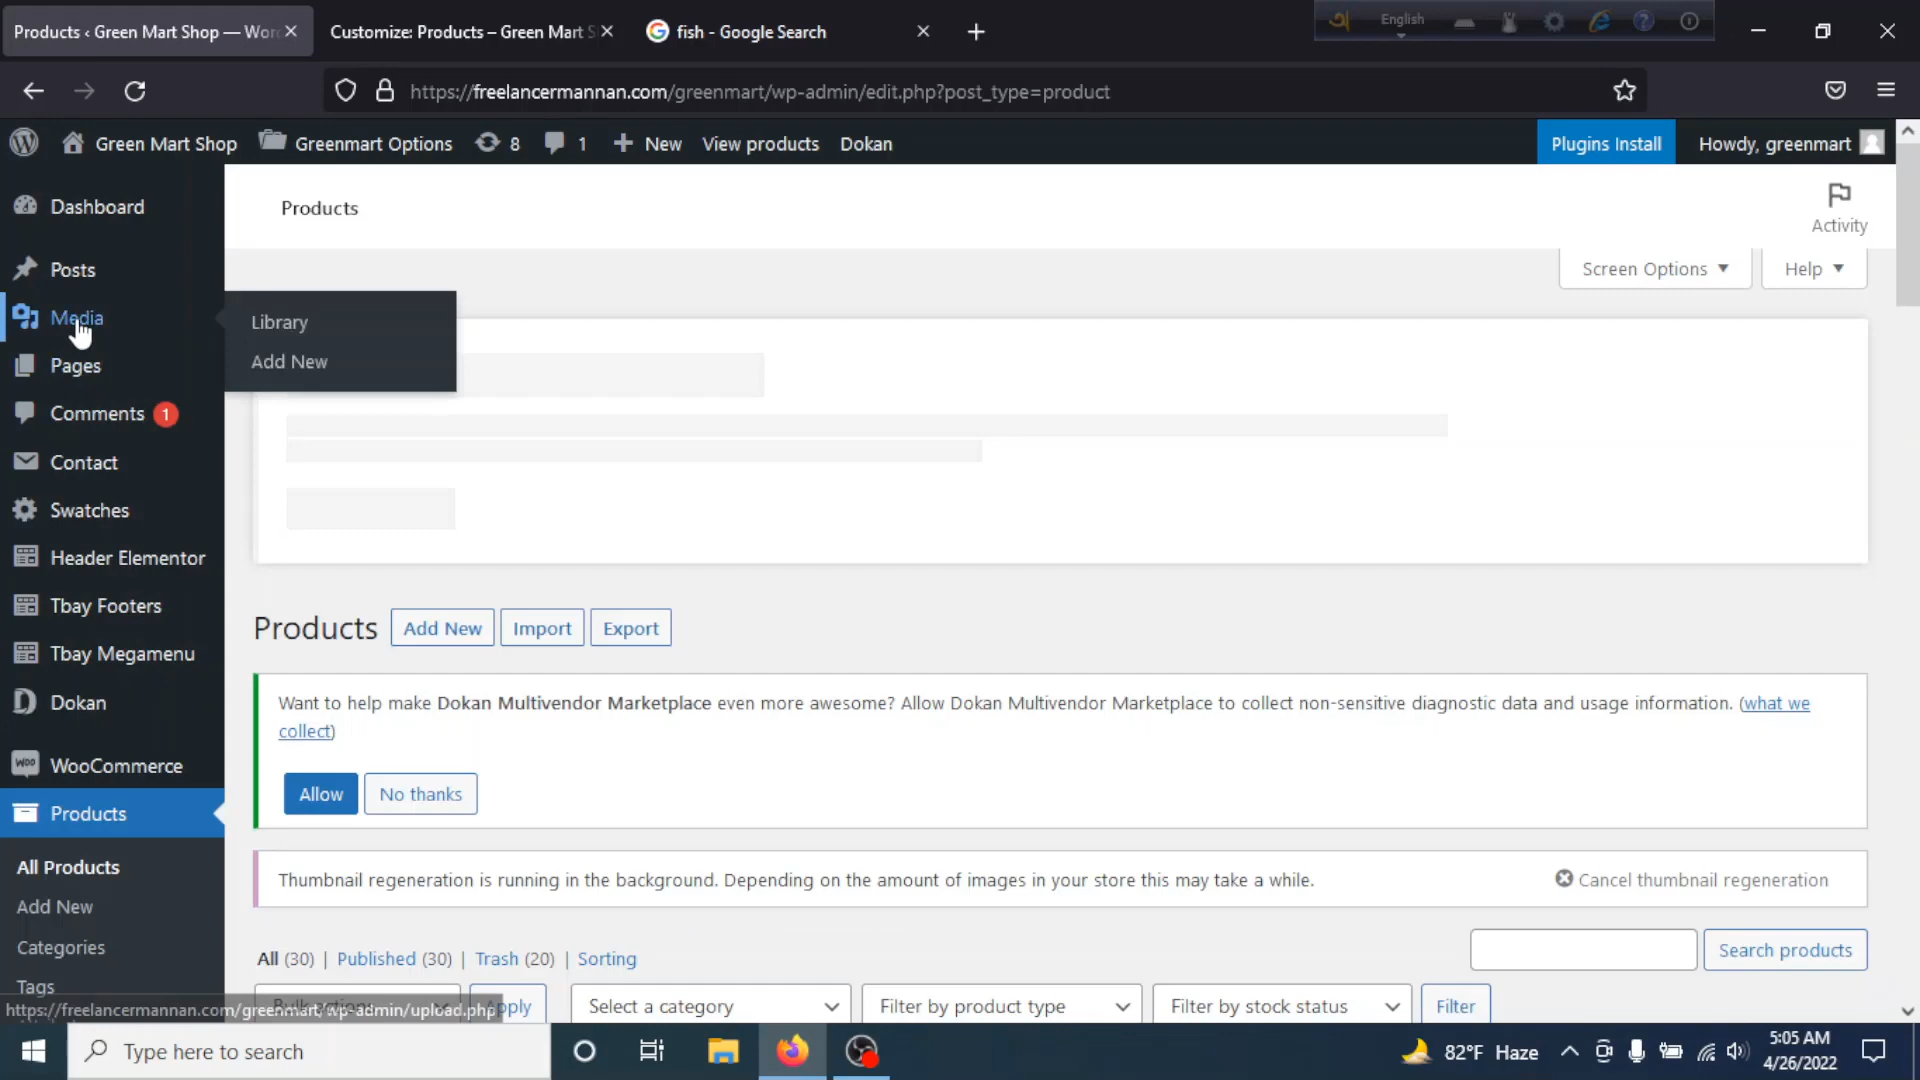 Products ‹ Green Mart Shop — Wor
Customize: Products – Green Mart S
fish - Google Search
English
https://freelancermannan.com/greenmart/wp-admin/edit.php?post_type=product
Green Mart Shop
Greenmart Options
8
1
New
View products
Dokan
Plugins Install
Howdy, greenmart
Dashboard
Products
Activity
Posts
Screen Options
Help
Media
Library
Add New
Pages
Comments 1
Contact
Swatches
Header Elementor
Tbay Footers
Tbay Megamenu
Dokan
WooCommerce
Products
All Products
Add New
Categories
Tags
Products
Add New
Import
Export
Want to help make Dokan Multivendor Marketplace even more awesome? Allow Dokan Multivendor Marketplace to collect non-sensitive diagnostic data and usage information. (what we
collect)
Allow
No thanks
Thumbnail regeneration is running in the background. Depending on the amount of images in your store this may take a while.
Cancel thumbnail regeneration
All (30) | Published (30) | Trash (20) | Sorting
Search products
Bulk actions
Apply
Select a category
Filter by product type
Filter by stock status
Filter
https://freelancermannan.com/greenmart/wp-admin/upload.php
Type here to search
82°F Haze
5:05 AM
4/26/2022